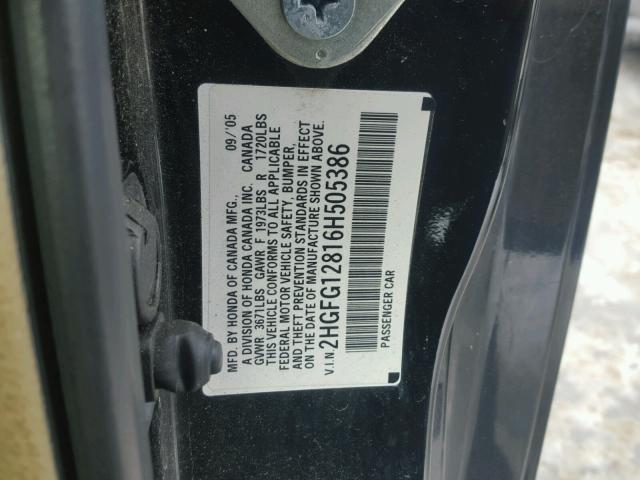 MFD. BY HONDA OF CANADA MFG., 09/'05
A DIVISION OF HONDA CANADA INC. CANADA
GVWR 3671LBS GAWR F 1973LBS R 1720LBS
THIS VEHICLE CONFORMS TO ALL APPLICABLE
FEDERAL MOTOR VEHICLE SAFETY, BUMPER,
AND THEFT PREVENTION STANDARDS IN EFFECT
ON THE DATE OF MANUFACTURE SHOWN ABOVE.
V.I.N. 2HGFG12816H505386
PASSENGER CAR